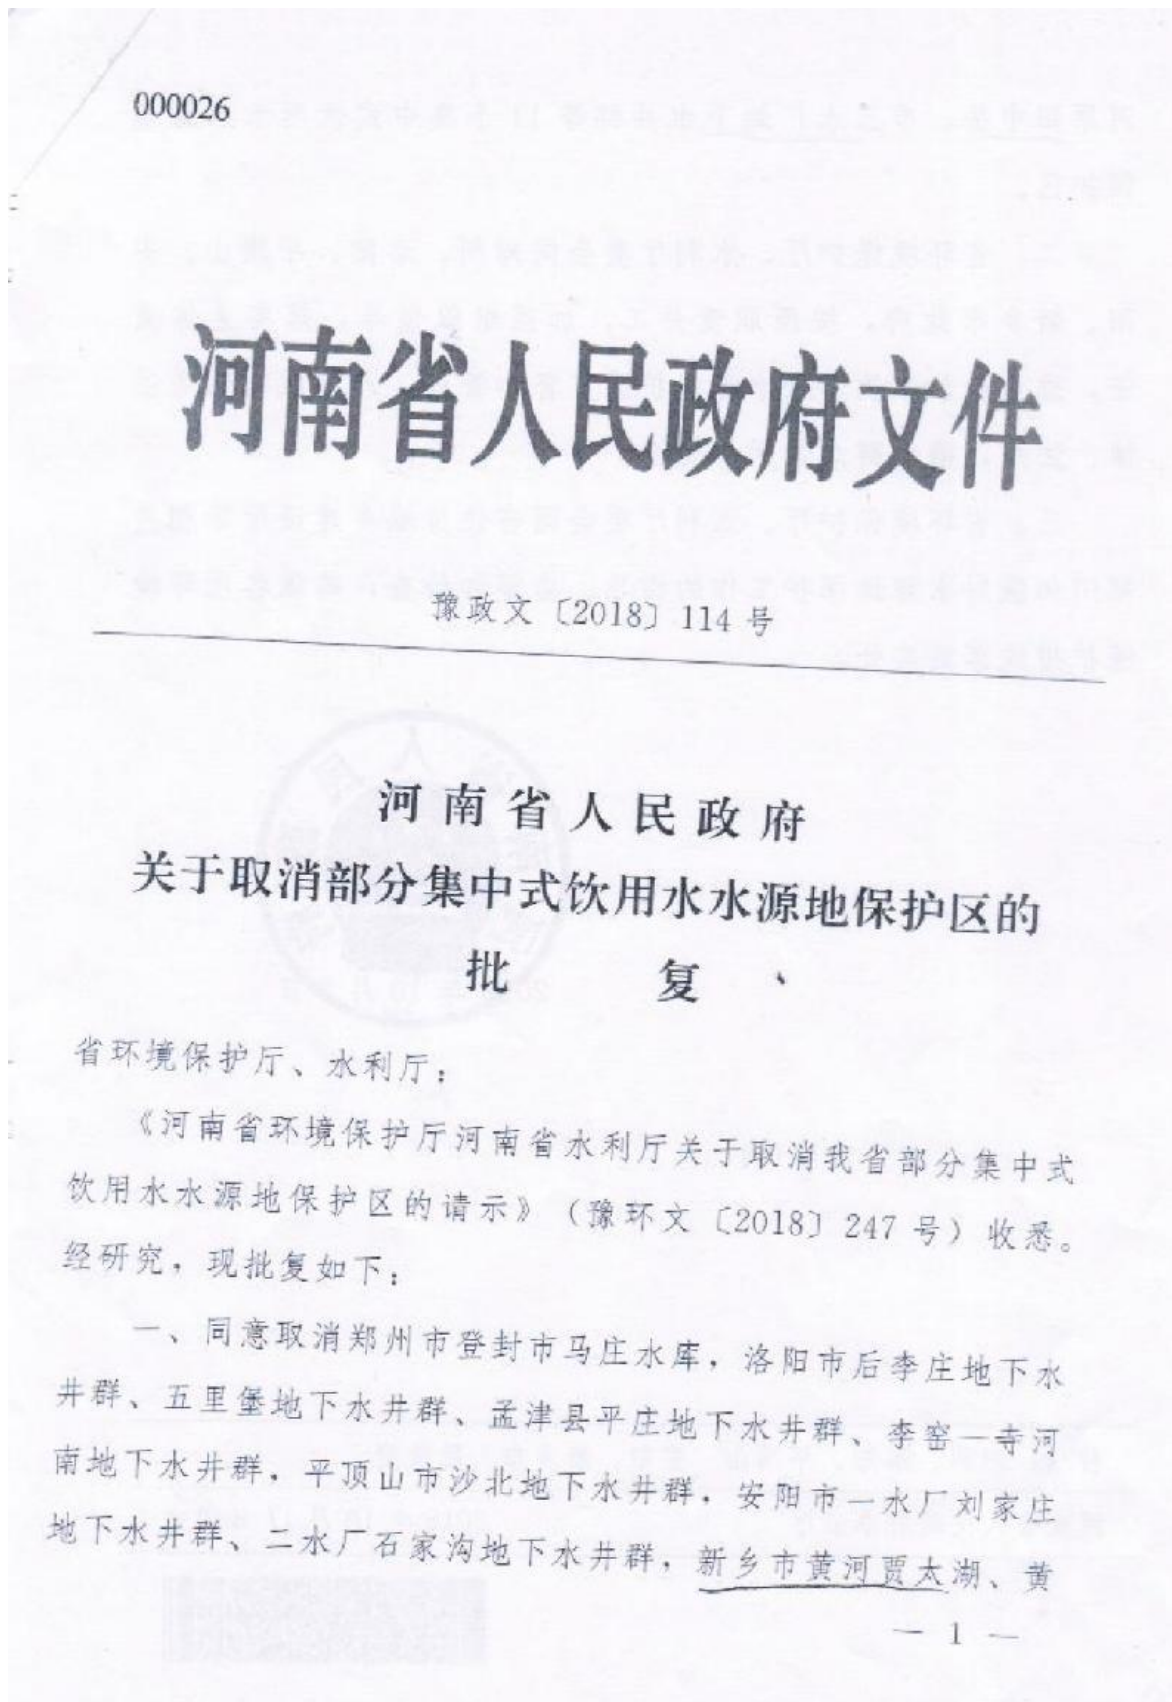 000026
河南省人民政府文件
豫政文〔2018〕114号
河南省人民政府
关于取消部分集中式饮用水水源地保护区的
批复
省环境保护厅、水利厅:
《河南省环境保护厅河南省水利厅关于取消我省部分集中式
饮用水水源地保护区的请示》（豫环文〔2018〕247号）收悉。
经研究，现批复如下:
一、同意取消郑州市登封市马庄水库，洛阳市后李庄地下水
井群、五里堡地下水井群、孟津县平庄地下水井群、李窑一寺河
南地下水井群，平顶山市沙北地下水井群，安阳市一水厂刘家庄
地下水井群、二水厂石家沟地下水井群，新乡市黄河贾太湖、黄
— 1 —